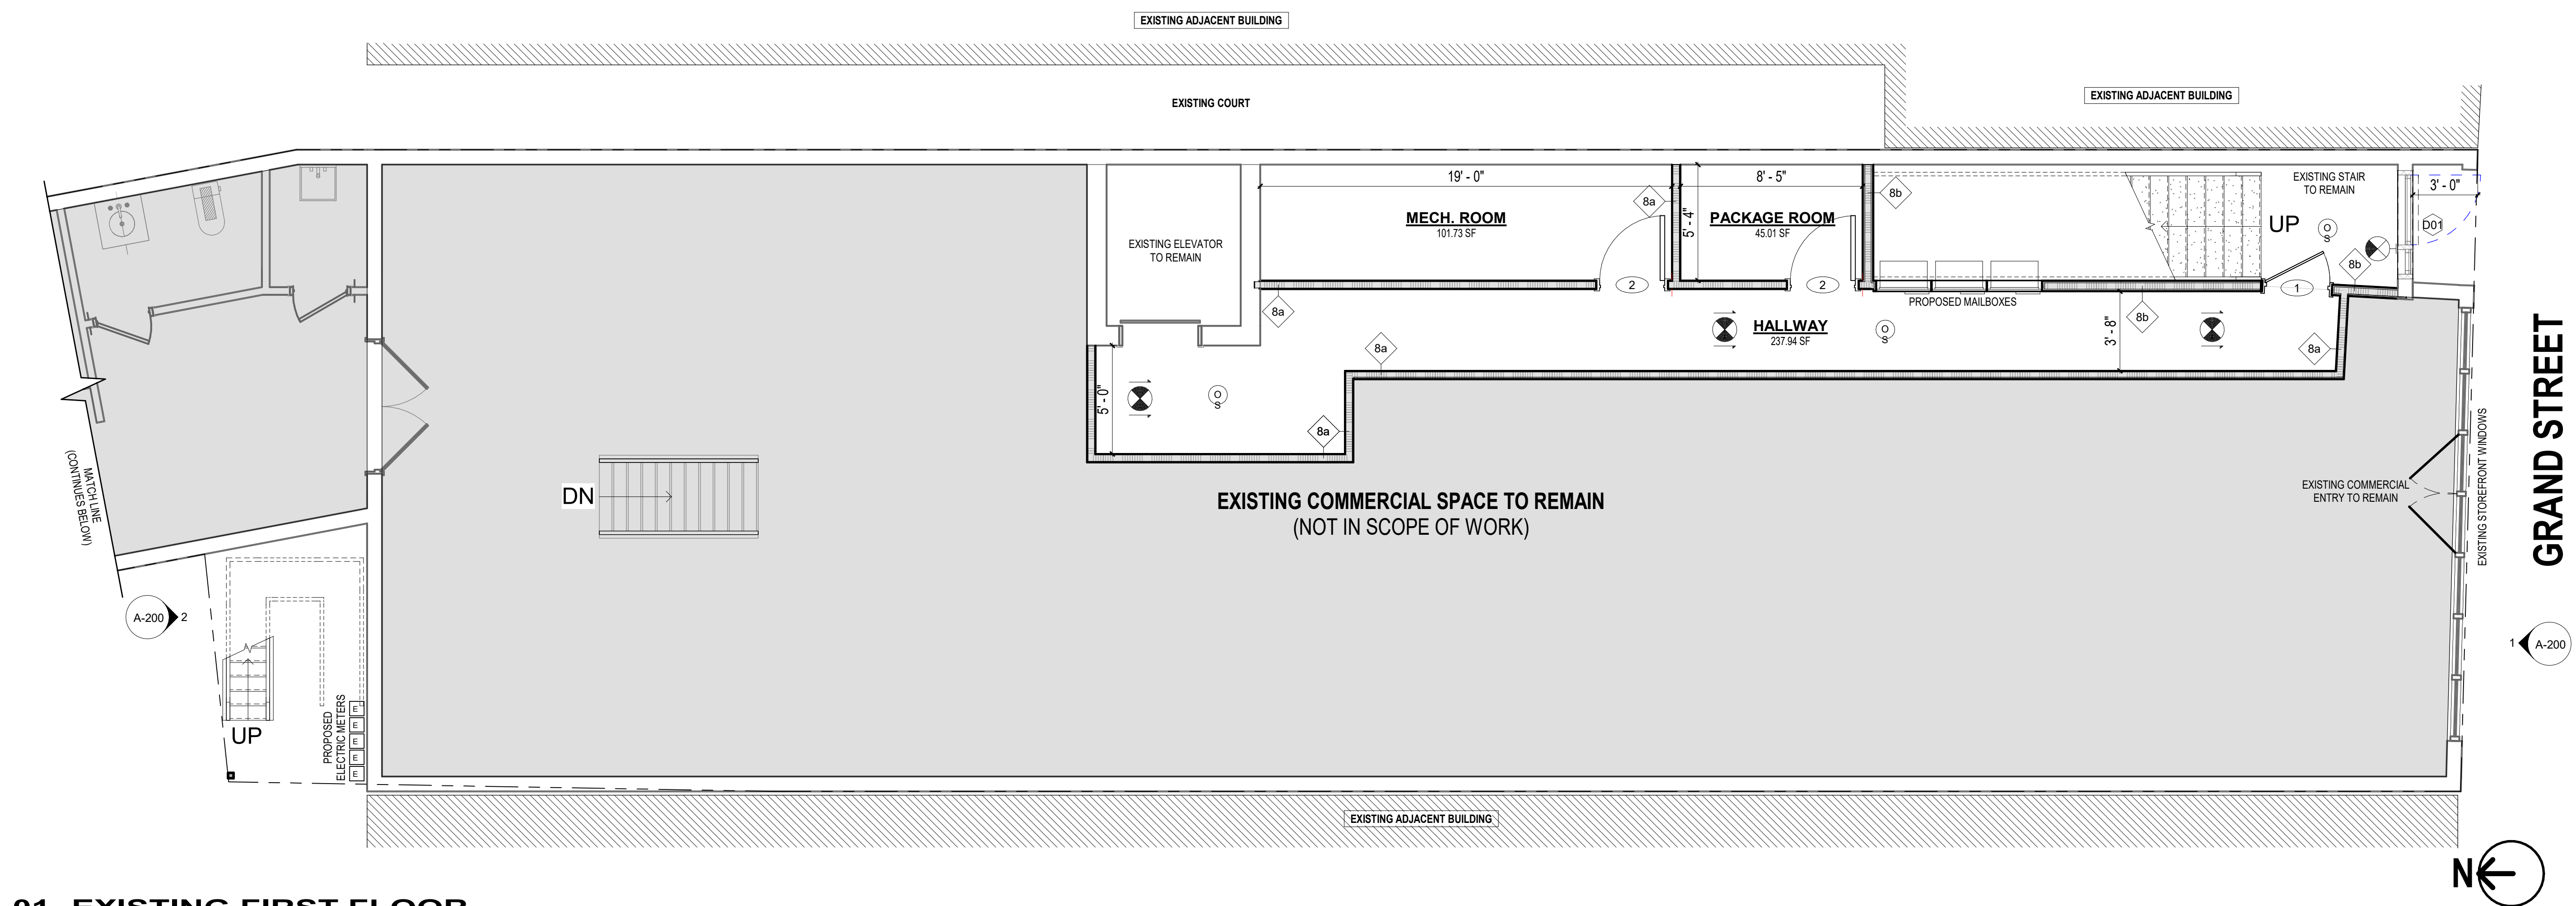 EXISTING ADJACENT BUILDING
EXISTING ADJACENT BUILDING
EXISTING COURT
19' - 0"
8' - 5"
EXISTING STAIR
TO REMAIN
3' - 0"
8a
8b
5' - 4"
MECH. ROOM
101.73 SF
PACKAGE ROOM
45.01 SF
UP
O
S
D01
EXISTING ELEVATOR
TO REMAIN
8b
2
2
1
PROPOSED MAILBOXES
8a
HALLWAY
237.94 SF
O
S
8b
3' - 8"
8a
8a
5' - 0"
O
S
8a
GRAND STREET
EXISTING STOREFRONT WINDOWS
MATCH LINE
(CONTINUES BELOW)
DN
EXISTING COMMERCIAL SPACE TO REMAIN
(NOT IN SCOPE OF WORK)
EXISTING COMMERCIAL
ENTRY TO REMAIN
A-200
2
1
A-200
UP
PROPOSED
ELECTRIC METERS
E
E
E
E
E
EXISTING ADJACENT BUILDING
N
01 EXISTING FIRST FLOOR